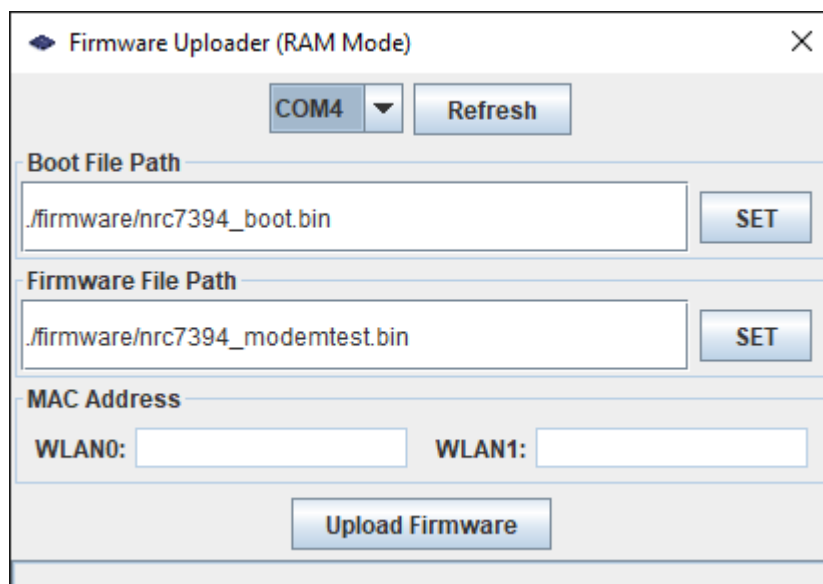 Firmware Uploader (RAM Mode)
COM4 Refresh
Boot File Path
./firmware/nrc7394_boot.bin SET
Firmware File Path
./firmware/nrc7394_modemtest.bin SET
MAC Address
WLAN0: WLAN1:
Upload Firmware